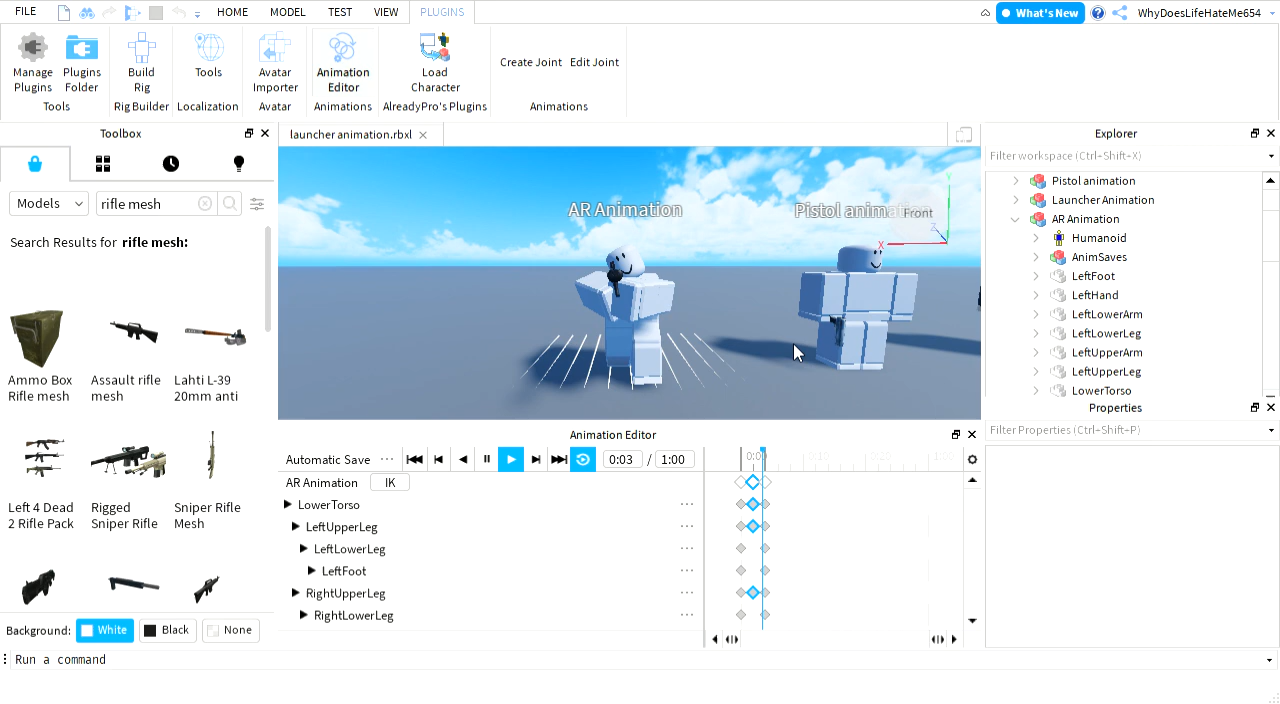 FILE HOME MODEL TEST VIEW PLUGINS What's New WhyDoesLifeHateMe654
Manage Plugins Plugins Folder Build Rig Tools Avatar Importer Animation Editor Load Character Create Joint Edit Joint
Tools Rig Builder Localization Avatar Animations AlreadyPro's Plugins Animations
Toolbox
Models rifle mesh
Search Results for rifle mesh:
Ammo Box Rifle mesh
Assault rifle mesh
Lahti L-39 20mm anti
Left 4 Dead 2 Rifle Pack
Rigged Sniper Rifle
Sniper Rifle Mesh
Background: White Black None
launcher animation.rbxl
AR Animation
Pistol animation
Front
Y
Z
X
Animation Editor
Automatic Save ··· 0:03 / 1:00
0:10 1:00
AR Animation IK
LowerTorso
LeftUpperLeg
LeftLowerLeg
LeftFoot
RightUpperLeg
RightLowerLeg
Explorer
Filter workspace (Ctrl+Shift+X)
Pistol animation
Launcher Animation
AR Animation
Humanoid
AnimSaves
LeftFoot
LeftHand
LeftLowerArm
LeftLowerLeg
LeftUpperArm
LeftUpperLeg
LowerTorso
Properties
Filter Properties (Ctrl+Shift+P)
Run a command